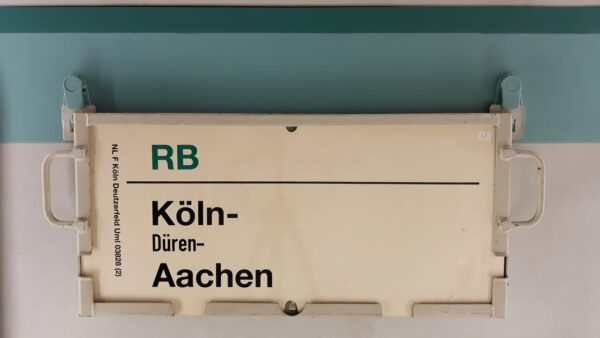 RB
Köln-
Düren-
Aachen
NL F Köln Deutzerfeld Uml 03828 (2)